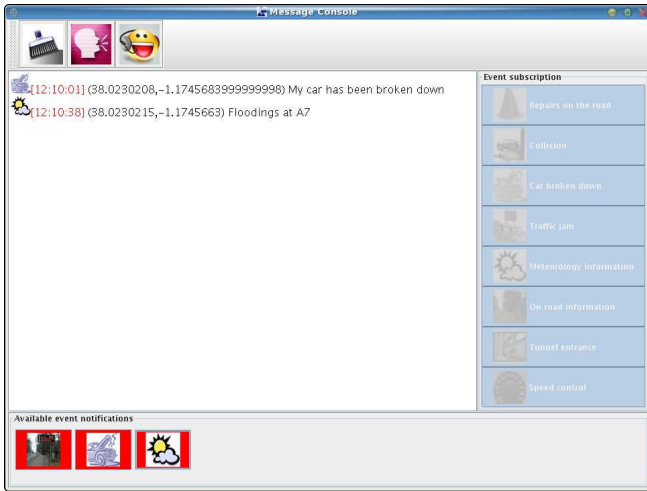 Message Console
[12:10:01] (38.0230208,-1.1745683999999998) My car has been broken down
[12:10:38] (38.0230215,-1.1745663) Floodings at A7
Event subscription
Repairs on the road
Collision
Car broken down
Traffic jam
Meteorology information
On road information
Tunnel entrance
Speed control
Available event notifications